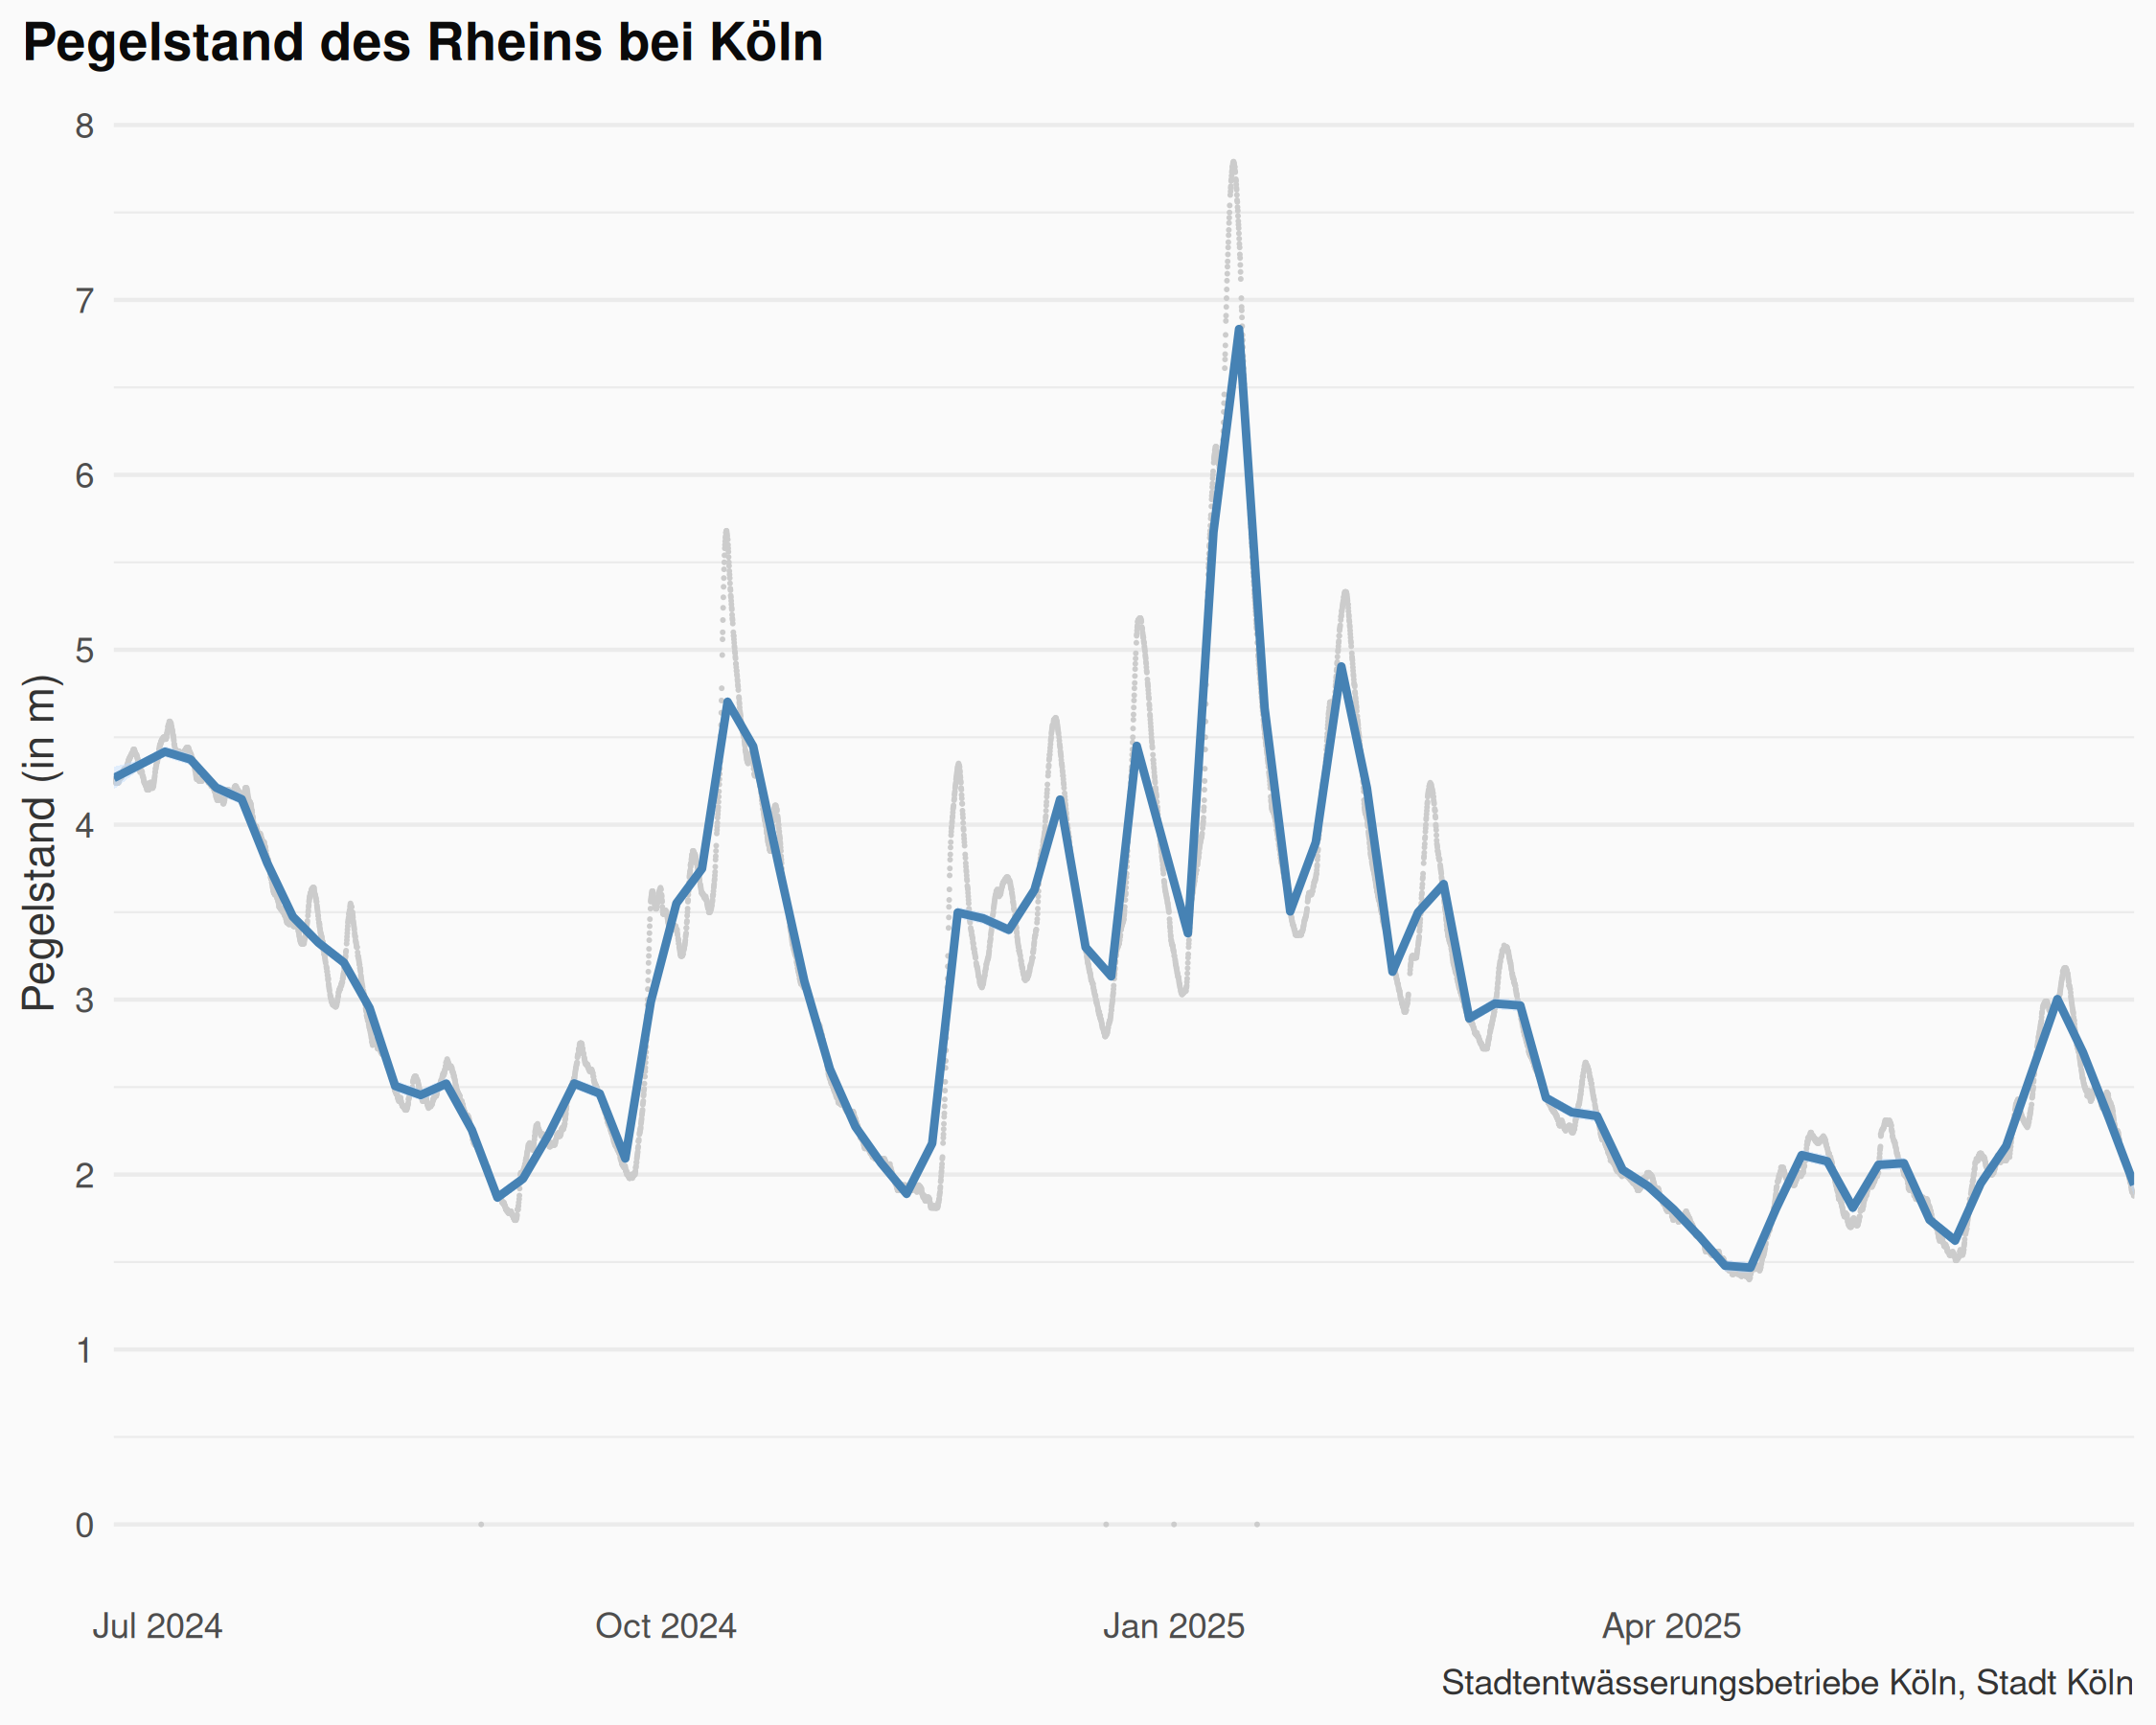 Pegelstand des Rheins bei Köln
Pegelstand (in m)
8
7
6
5
4
3
2
1
0
Jul 2024 Oct 2024 Jan 2025 Apr 2025
Stadtentwässerungsbetriebe Köln, Stadt Köln